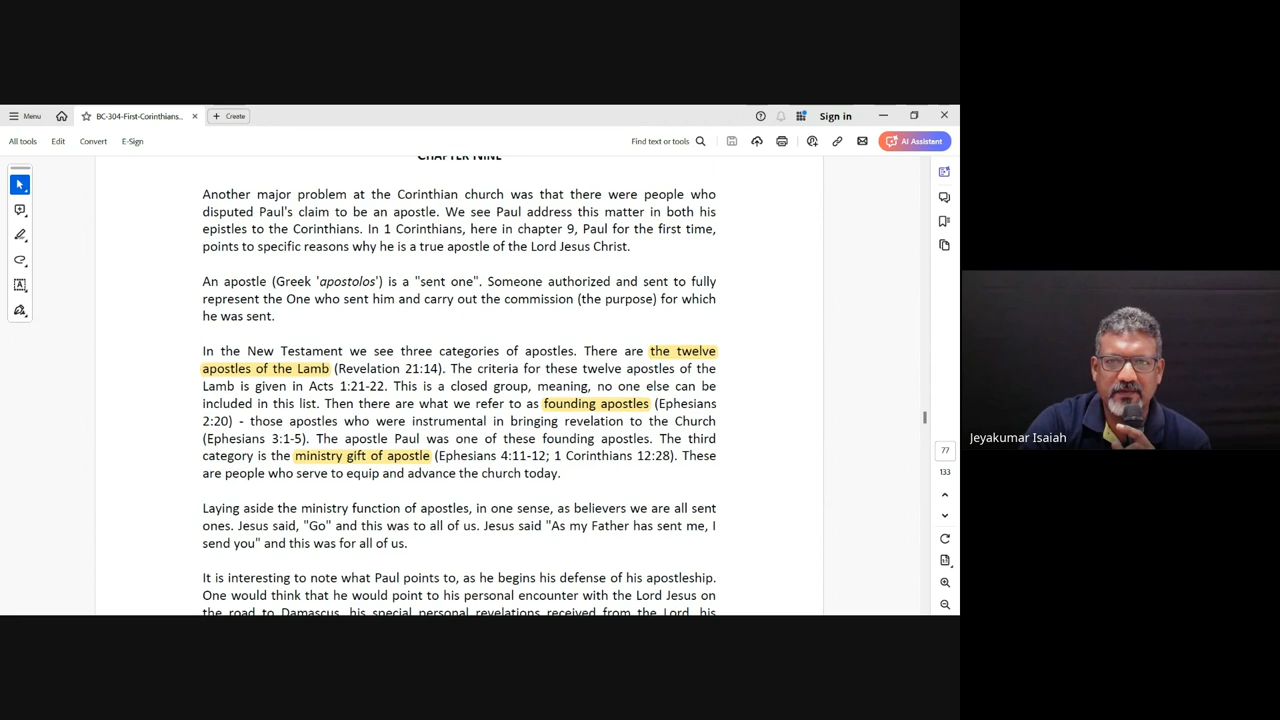 Menu
BC-304-First-Corinthians...
Create
Sign in
All tools
Edit
Convert
E-Sign
Find text or tools
AI Assistant
CHAPTER NINE
Another major problem at the Corinthian church was that there were people who
disputed Paul's claim to be an apostle. We see Paul address this matter in both his
epistles to the Corinthians. In 1 Corinthians, here in chapter 9, Paul for the first time,
points to specific reasons why he is a true apostle of the Lord Jesus Christ.
An apostle (Greek 'apostolos') is a "sent one". Someone authorized and sent to fully
represent the One who sent him and carry out the commission (the purpose) for which
he was sent.
In the New Testament we see three categories of apostles. There are the twelve
apostles of the Lamb (Revelation 21:14). The criteria for these twelve apostles of the
Lamb is given in Acts 1:21-22. This is a closed group, meaning, no one else can be
included in this list. Then there are what we refer to as founding apostles (Ephesians
2:20) - those apostles who were instrumental in bringing revelation to the Church
(Ephesians 3:1-5). The apostle Paul was one of these founding apostles. The third
category is the ministry gift of apostle (Ephesians 4:11-12; 1 Corinthians 12:28). These
are people who serve to equip and advance the church today.
Laying aside the ministry function of apostles, in one sense, as believers we are all sent
ones. Jesus said, "Go" and this was to all of us. Jesus said "As my Father has sent me, I
send you" and this was for all of us.
It is interesting to note what Paul points to, as he begins his defense of his apostleship.
One would think that he would point to his personal encounter with the Lord Jesus on
the road to Damascus, his special personal revelations received from the Lord, his
77
133
Jeyakumar Isaiah